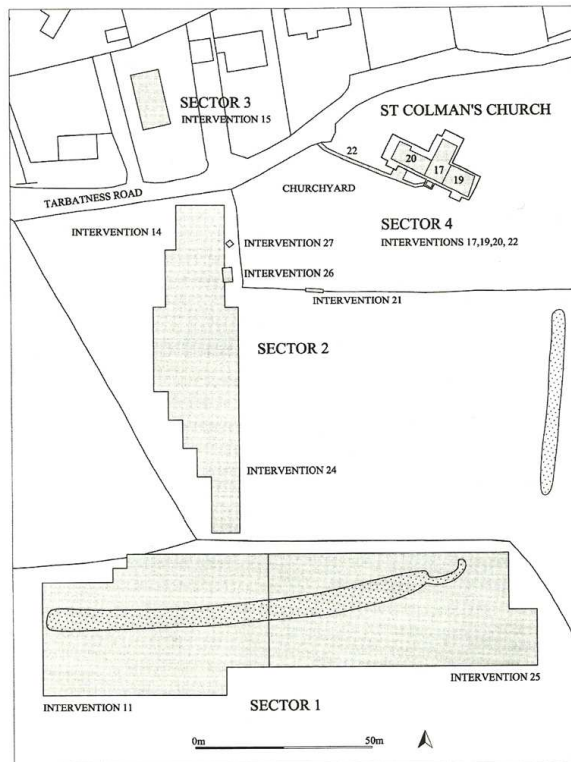 SECTOR 3
INTERVENTION 15
ST COLMAN'S CHURCH
22
20
17
19
TARBATNESS ROAD
CHURCHYARD
SECTOR 4
INTERVENTIONS 17,19,20, 22
INTERVENTION 14
INTERVENTION 27
INTERVENTION 26
INTERVENTION 21
SECTOR 2
INTERVENTION 24
INTERVENTION 25
INTERVENTION 11
SECTOR 1
0m
50m